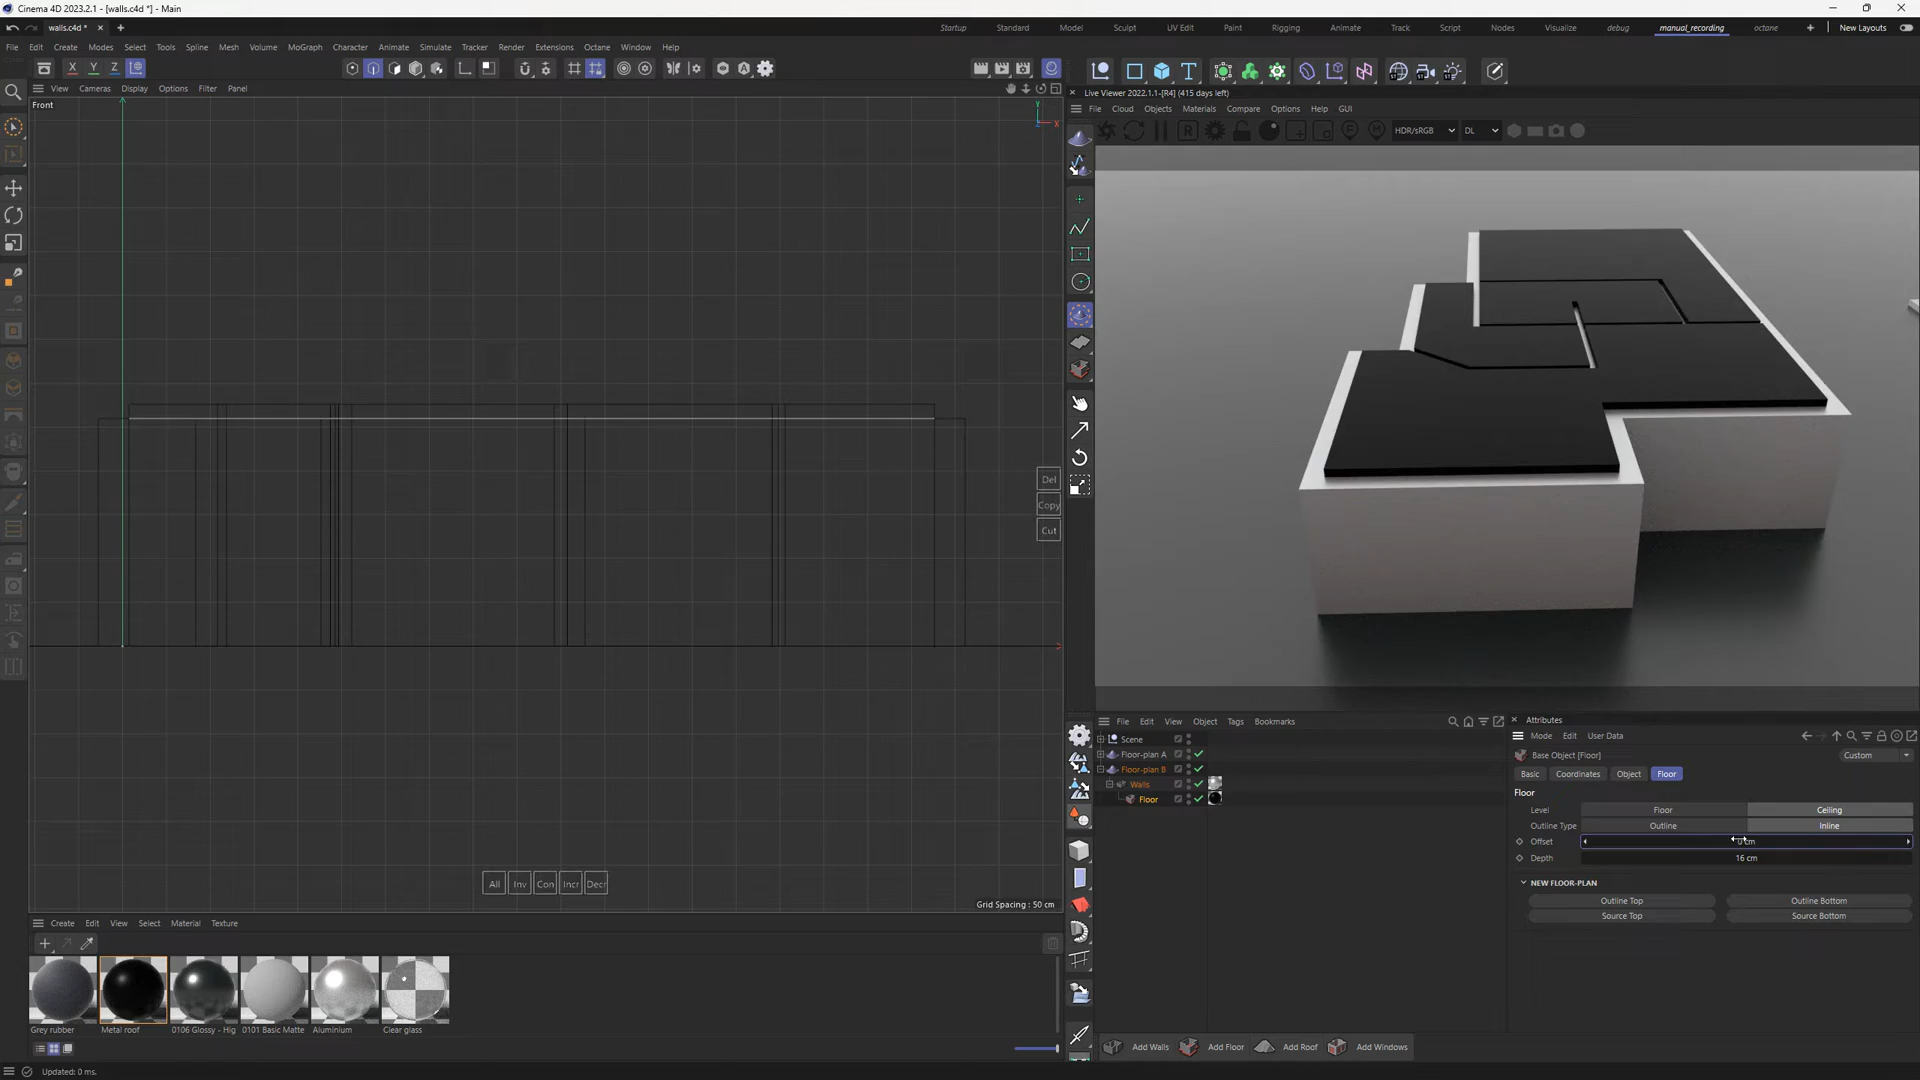 Cinema 4D 2023.2.1 - [walls.c4d *] - Main
walls.c4d *
Startup Standard Model Sculpt UV Edit Paint Rigging Animate Track Script Nodes Visualize debug manual_recording octane New Layouts
File Edit Create Modes Select Tools Spline Mesh Volume MoGraph Character Animate Simulate Tracker Render Extensions Octane Window Help
X Y Z
View Cameras Display Options Filter Panel
Front
Y
X
Z
Live Viewer 2022.1.1-[R4] (415 days left)
File Cloud Objects Materials Compare Options Help GUI
HDR/sRGB DL
Del
Copy
Cut
All Inv Con Incr Decr
Grid Spacing : 50 cm
File Edit View Object Tags Bookmarks
Scene
Floor-plan A
Floor-plan B
Walls
Floor
Attributes
Mode Edit User Data
Base Object [Floor] Custom
Basic Coordinates Object Floor
Floor
Level Floor Ceiling
Outline Type Outline Inline
Offset 0 cm
Depth 16 cm
NEW FLOOR-PLAN
Outline Top Outline Bottom
Source Top Source Bottom
Create Edit View Select Material Texture
Grey rubber Metal roof 0106 Glossy - Hig 0101 Basic Matte Aluminium Clear glass
Add Walls Add Floor Add Roof Add Windows
Updated: 0 ms.